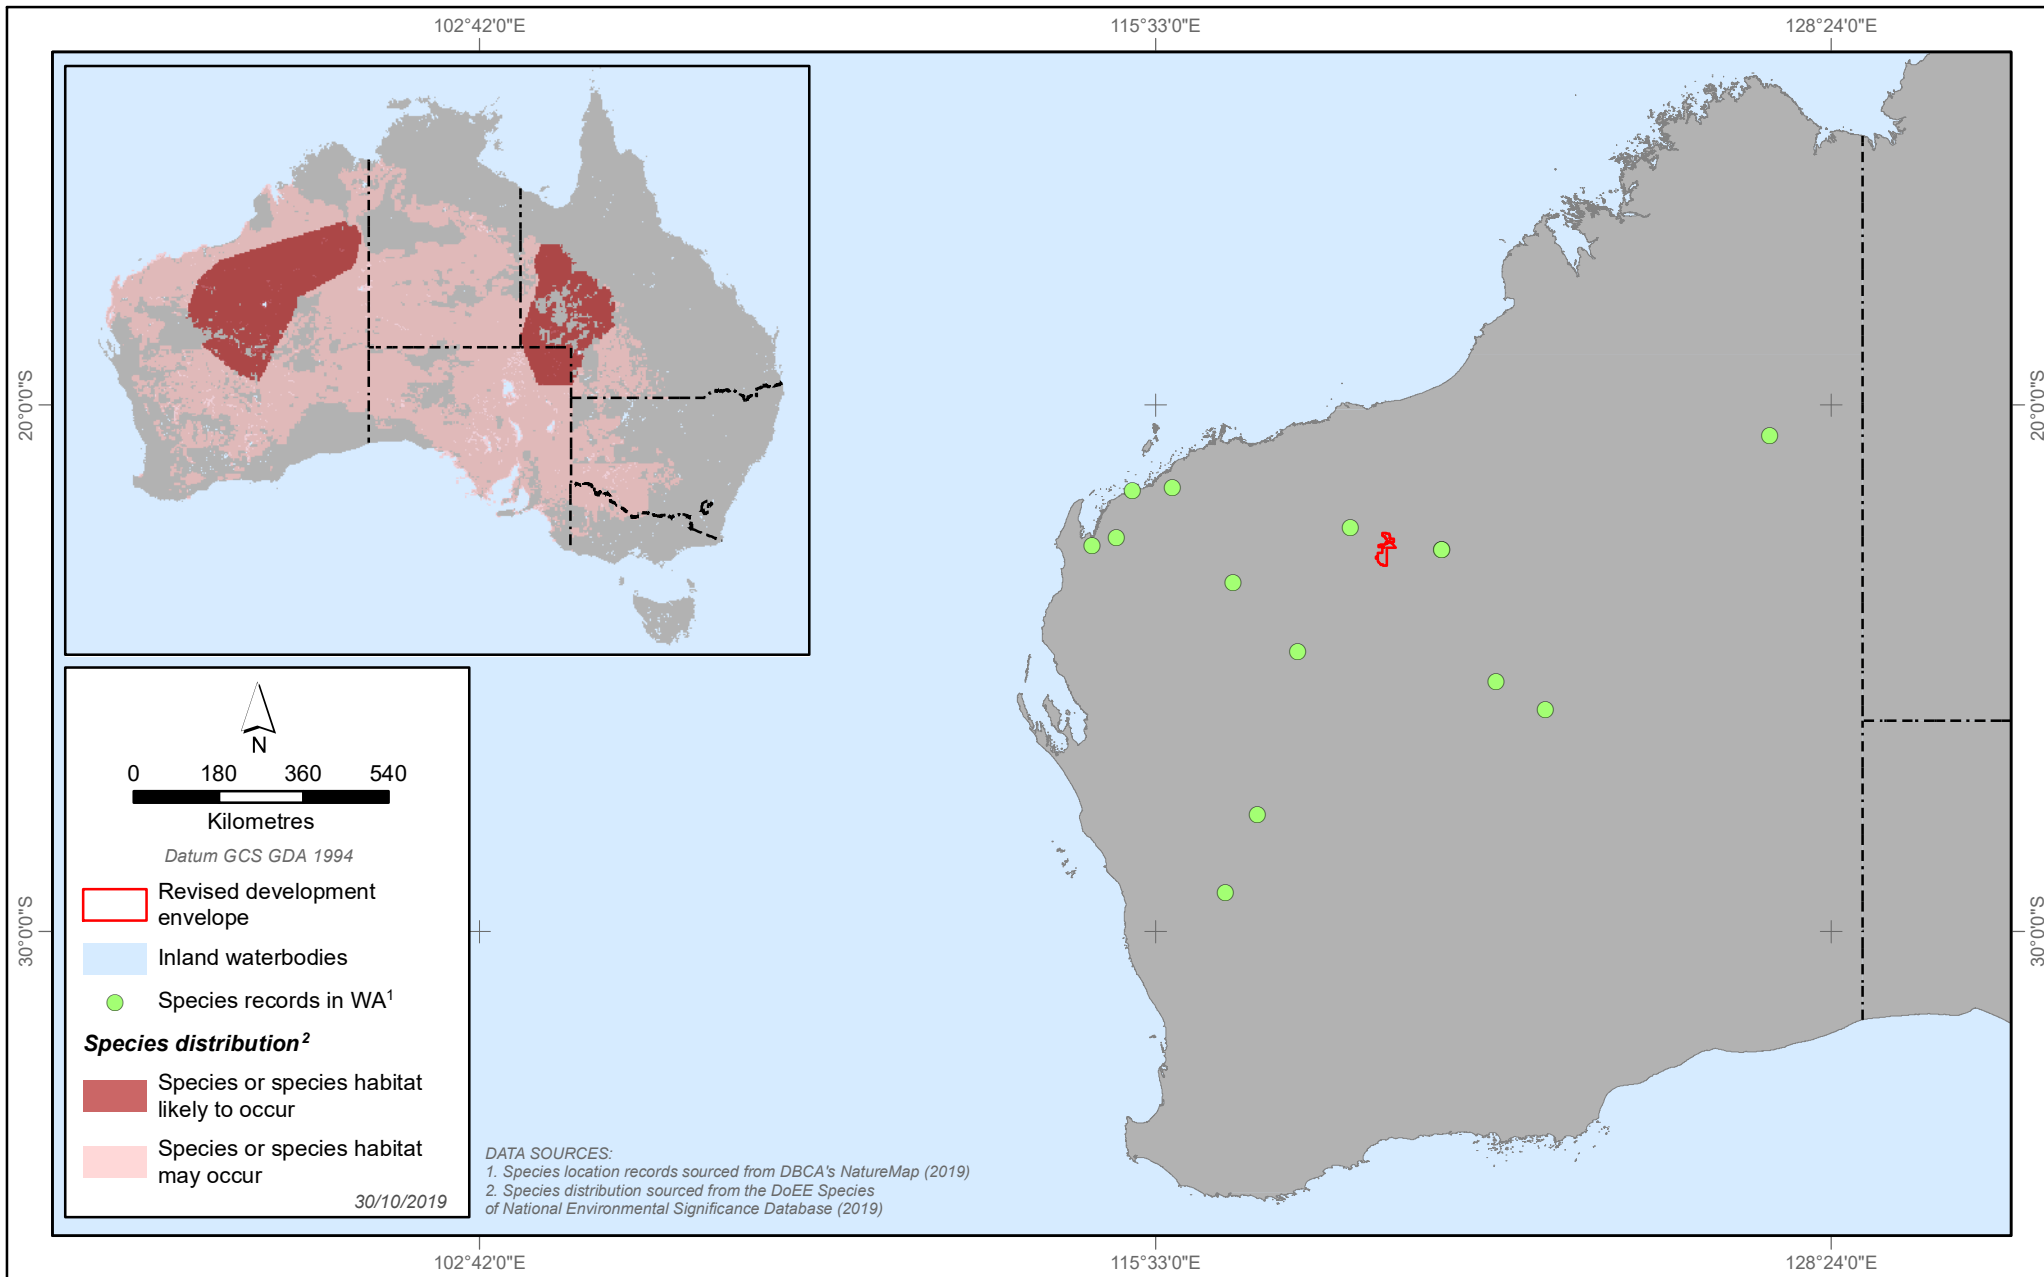 102°42'0"E
115°33'0"E
128°24'0"E
20°0'0"S
20°0'0"S
30°0'0"S
30°0'0"S
N
0 180 360 540
Kilometres
Datum GCS GDA 1994
Revised development
envelope
Inland waterbodies
Species records in WA¹
Species distribution²
Species or species habitat
likely to occur
Species or species habitat
may occur
30/10/2019
DATA SOURCES:
1. Species location records sourced from DBCA's NatureMap (2019)
2. Species distribution sourced from the DoEE Species
of National Environmental Significance Database (2019)
102°42'0"E
115°33'0"E
128°24'0"E